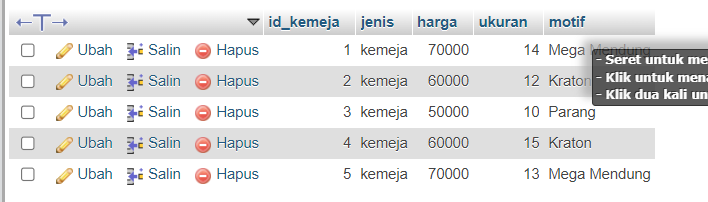 id_kemeja jenis harga ukuran motif
Ubah Salin Hapus 1 kemeja 70000 14 Mega Mendung
- Seret untuk me
Ubah Salin Hapus 2 kemeja 60000 12 Kraton
- Klik untuk mena
- Klik dua kali un
Ubah Salin Hapus 3 kemeja 50000 10 Parang
Ubah Salin Hapus 4 kemeja 60000 15 Kraton
Ubah Salin Hapus 5 kemeja 70000 13 Mega Mendung